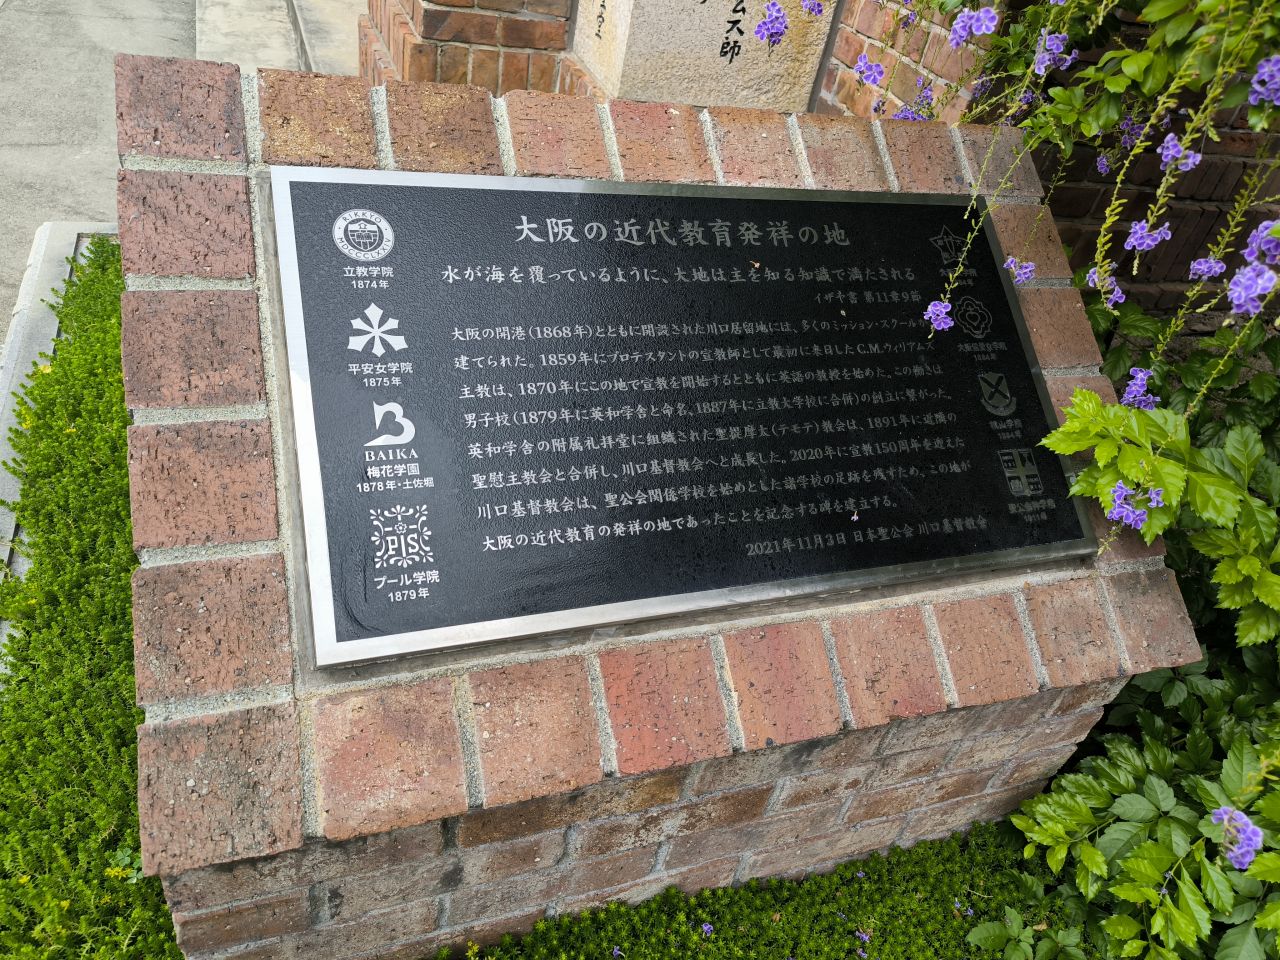 ムス師
RIKKYO
MDCCCLXXIV
立教学院
1874年
平安女学院
1875年
BAIKA
梅花学園
1878年・土佐堀
PIS
プール学院
1879年
大阪の近代教育発祥の地
水が海を覆っているように、大地は主を知る知識で満たされる
イザヤ書 第11章9節
大阪の開港(1868年)とともに開設された川口居留地には、多くのミッション・スクールが
建てられた。1859年にプロテスタントの宣教師として最初に来日したC.M.ウィリアムズ
主教は、1870年にこの地で宣教を開始するとともに英語の教授を始めた。この働きは
男子校(1879年に英和学舎と命名、1887年に立教大学校に合併)の創立に繋がった。
英和学舎の附属礼拝堂に組織された聖提摩太(テモテ)教会は、1891年に近隣の
聖慰主教会と合併し、川口基督教会へと成長した。2020年に宣教150周年を迎えた
川口基督教会は、聖公会関係学校を始めとした諸学校の足跡を残すため、この地が
大阪の近代教育の発祥の地であったことを記念する碑を建立する。
2021年11月3日 日本聖公会 川口基督教会
1884年
桃山学院
1884年